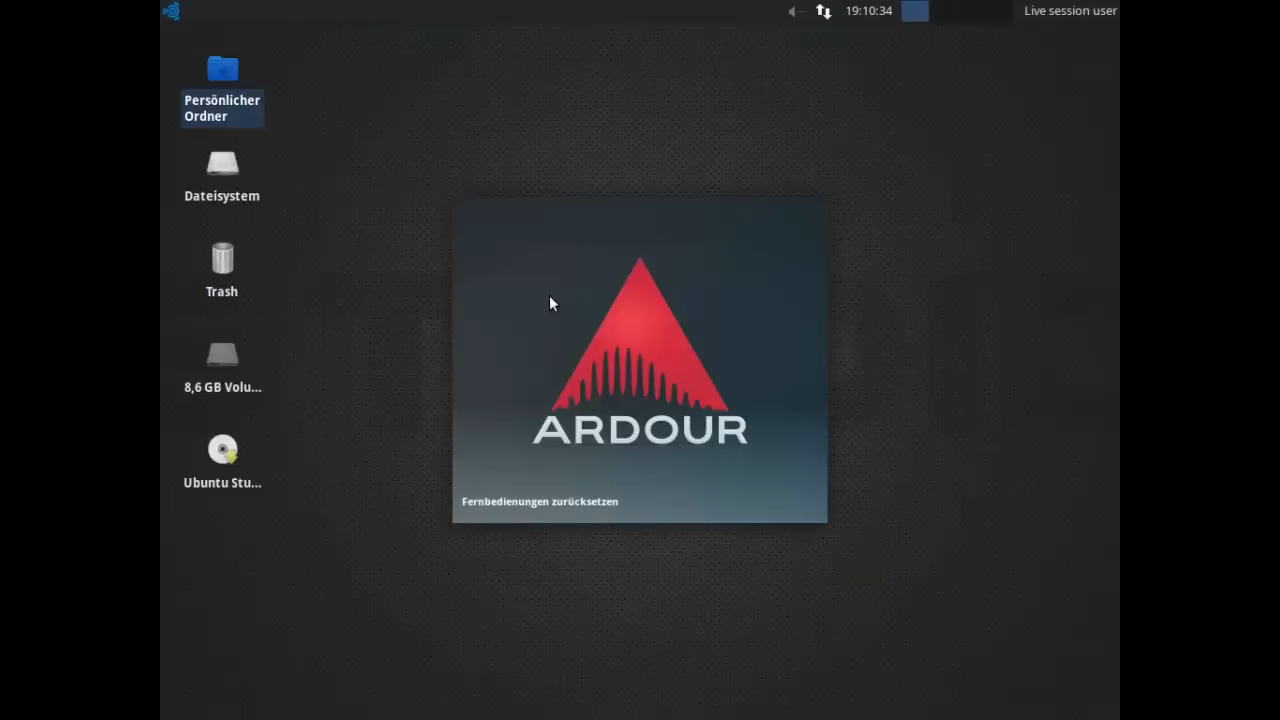 19:10:34
Live session user
Persönlicher
Ordner
Dateisystem
Trash
8,6 GB Volu...
Ubuntu Stu...
ARDOUR
Fernbedienungen zurücksetzen